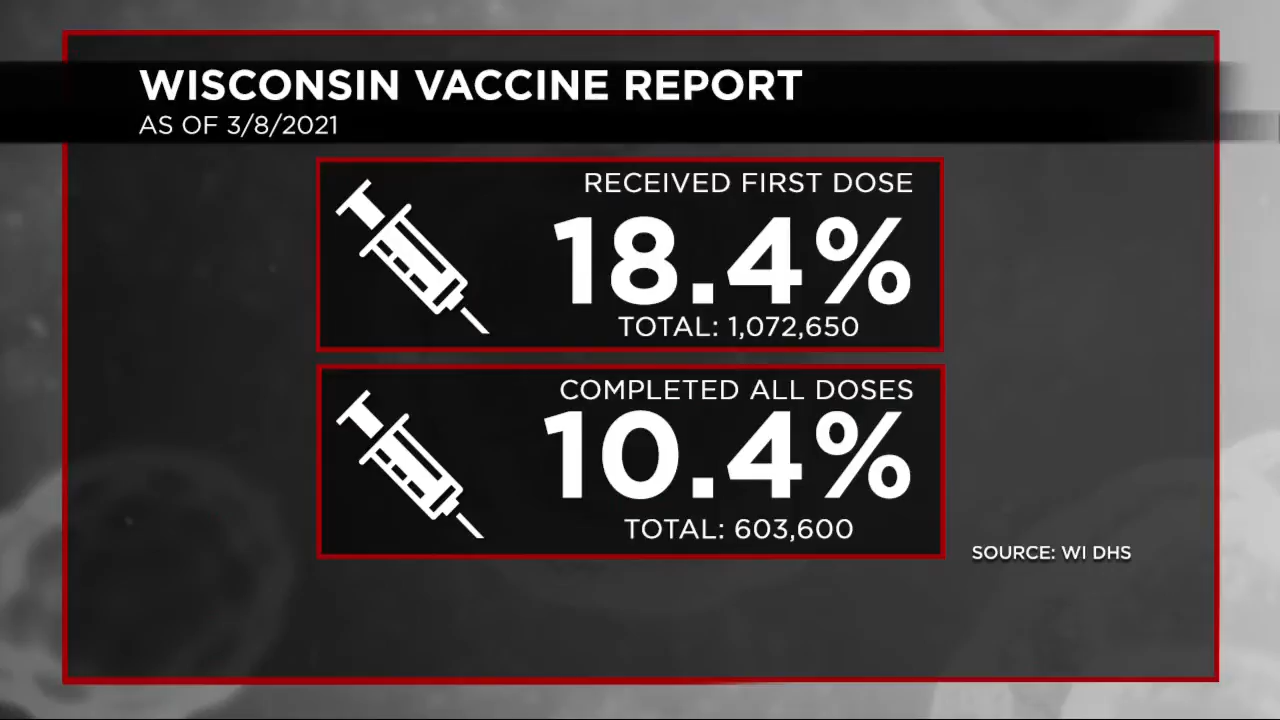 WISCONSIN VACCINE REPORT
AS OF 3/8/2021
RECEIVED FIRST DOSE
18.4%
TOTAL: 1,072,650
COMPLETED ALL DOSES
10.4%
TOTAL: 603,600
SOURCE: WI DHS